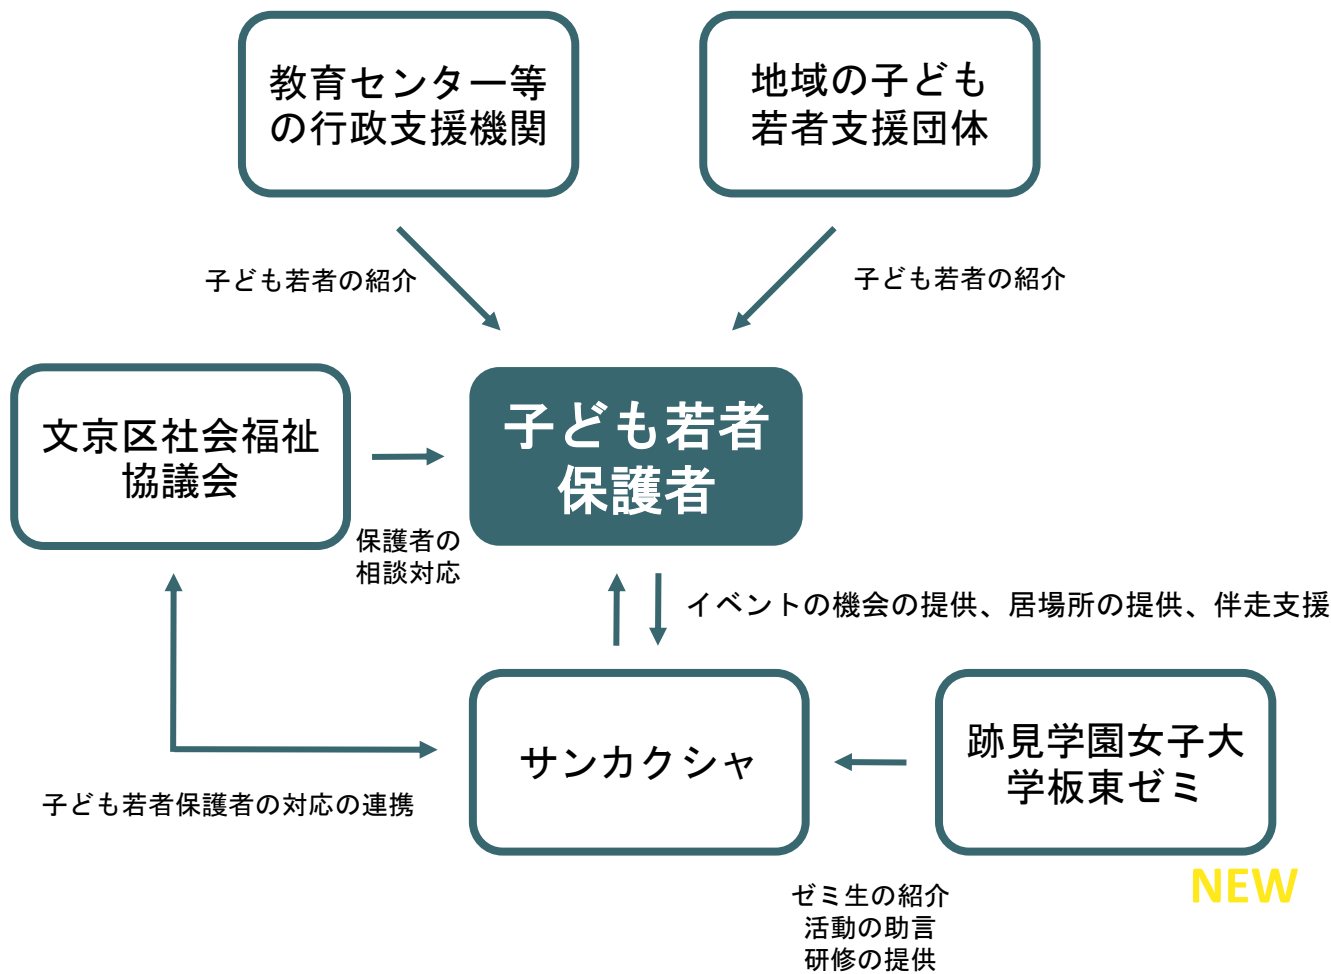 教育センター等
の行政支援機関
地域の子ども
若者支援団体
子ども若者の紹介
子ども若者の紹介
文京区社会福祉
協議会
子ども若者
保護者
保護者の
相談対応
イベントの機会の提供、居場所の提供、伴走支援
サンカクシャ
跡見学園女子大
学板東ゼミ
子ども若者保護者の対応の連携
NEW
ゼミ生の紹介
活動の助言
研修の提供